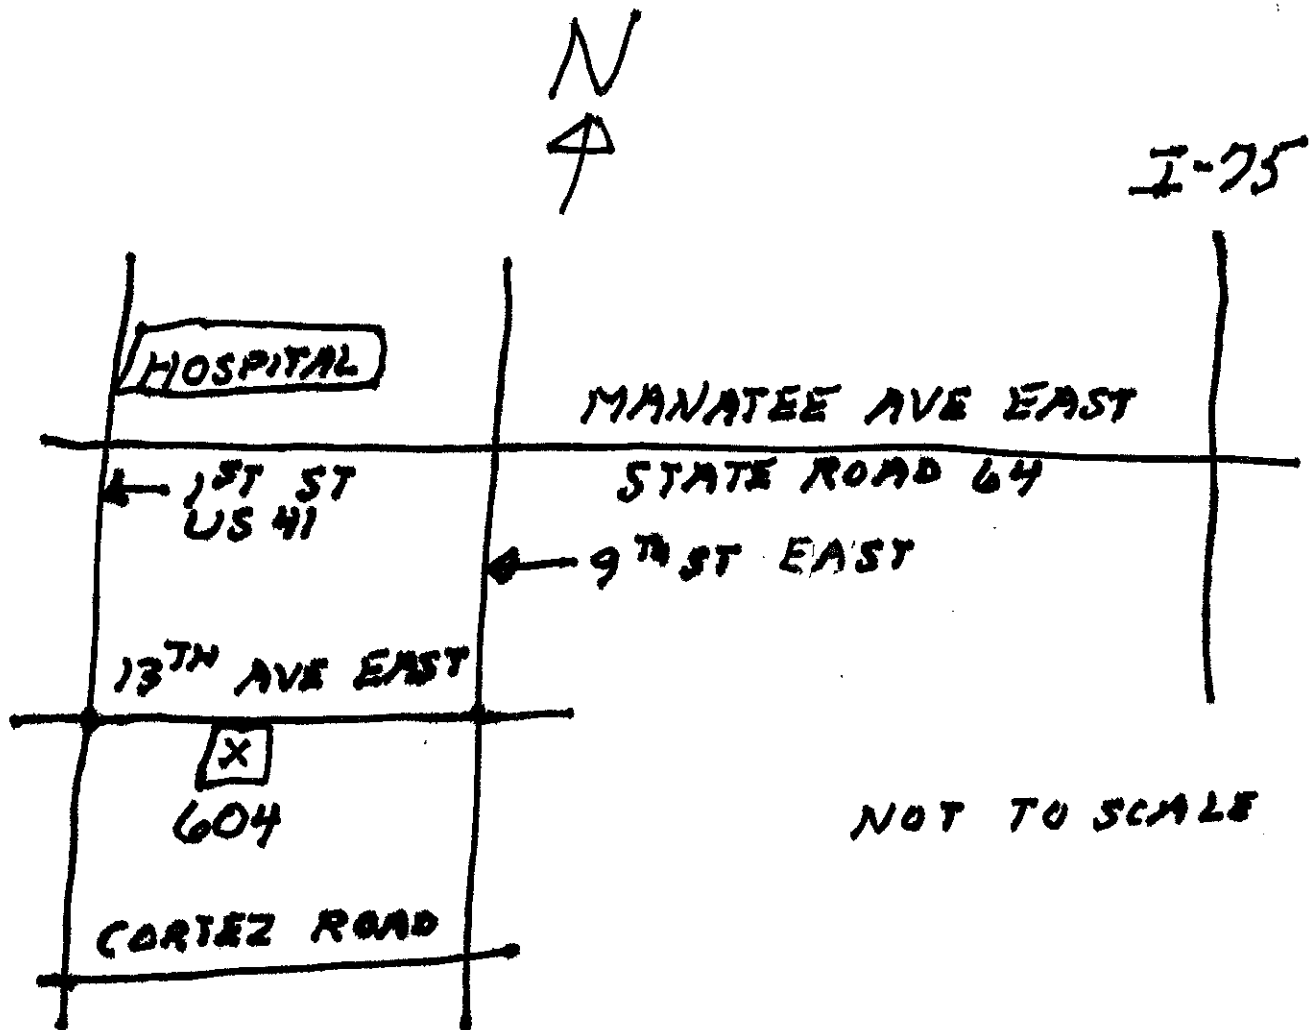 N
I-75
HOSPITAL
MANATEE AVE EAST
STATE ROAD 64
1ST ST
US 41
9TH ST EAST
13TH AVE EAST
X
604
NOT TO SCALE
CORTEZ ROAD